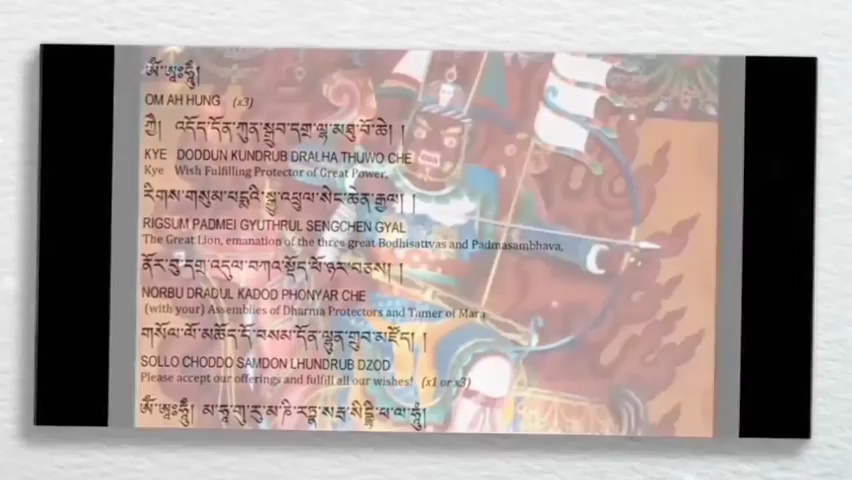 ༀ་ཨཱཿཧཱུྃ།
OM AH HUNG (x3)
ཀྱཻ། འདོད་དོན་ཀུན་སྒྲུབ་དགྲ་ལྷ་མཐུ་བོ་ཆེ། །
KYE DODDUN KUNDRUB DRALHA THUWO CHE
Kye Wish Fulfilling Protector of Great Power,
རིགས་གསུམ་པདྨའི་སྒྱུ་འཕྲུལ་སེང་ཆེན་རྒྱལ། །
RIGSUM PADMEI GYUTHRUL SENGCHEN GYAL
The Great Lion, emanation of the three great Bodhisattvas and Padmasambhava,
ནོར་བུ་དགྲ་འདུལ་བཀའ་སྡོད་ཕོ་ཉར་བཅས། །
NORBU DRADUL KADOD PHONYAR CHE
(with your) Assemblies of Dharma Protectors and Tamer of Mara
གསོལ་ལོ་མཆོད་དོ་བསམ་དོན་ལྷུན་གྲུབ་མཛོད། །
SOLLO CHODDO SAMDON LHUNDRUB DZOD
Please accept our offerings and fulfill all our wishes! (x1 or x3)
ༀ་ཨཱཿཧཱུྃ། མ་ཧཱ་གུ་རུ་མ་ཎི་རཏྣ་སརྦ་སིདྡྷི་ཕ་ལ་ཧཱུྃ།